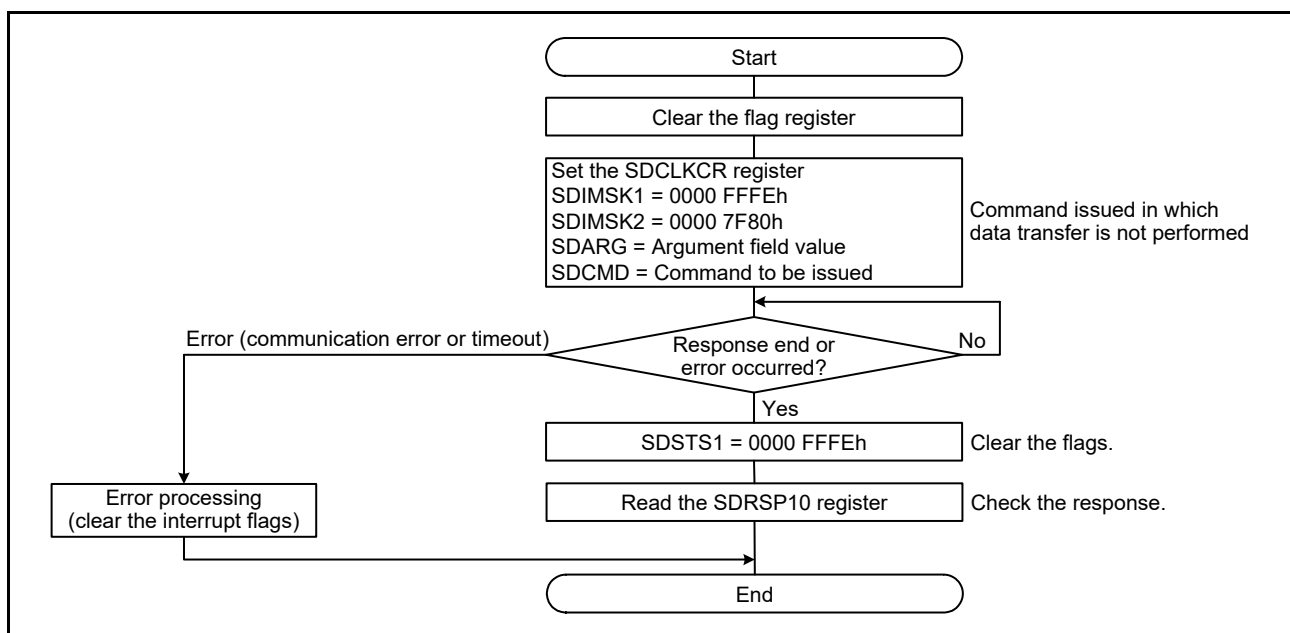 Start
Clear the flag register
Set the SDCLKCR register
SDIMSK1 = 0000 FFFEh
SDIMSK2 = 0000 7F80h
SDARG = Argument field value
SDCMD = Command to be issued
Command issued in which
data transfer is not performed
Error (communication error or timeout)
Response end or
error occurred?
No
Yes
SDSTS1 = 0000 FFFEh
Clear the flags.
Error processing
(clear the interrupt flags)
Read the SDRSP10 register
Check the response.
End